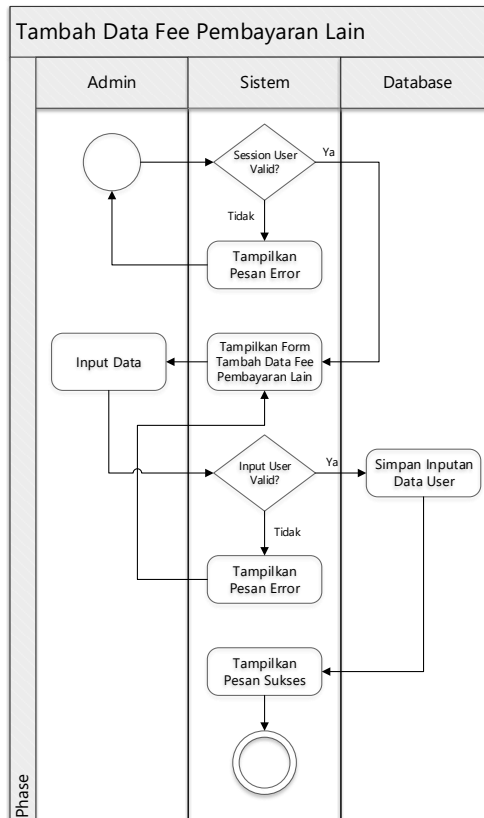 Tambah Data Fee Pembayaran Lain
Admin
Sistem
Database
Session User
Valid?
Ya
Tidak
Tampilkan
Pesan Error
Input Data
Tampilkan Form
Tambah Data Fee
Pembayaran Lain
Input User
Valid?
Ya
Simpan Inputan
Data User
Tidak
Tampilkan
Pesan Error
Tampilkan
Pesan Sukses
Phase